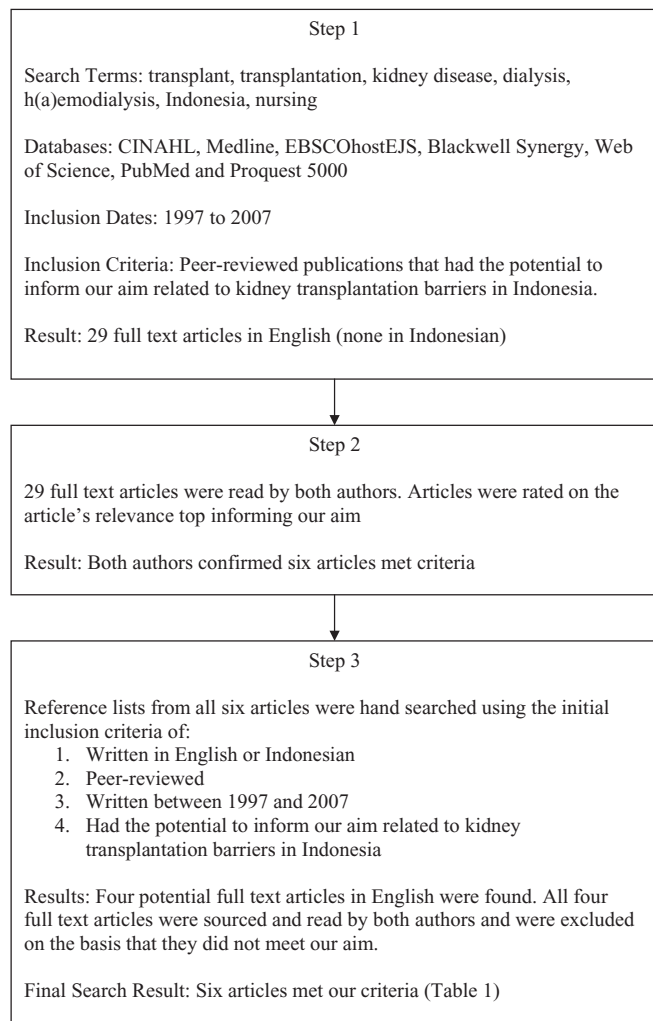 Step 1
Search Terms: transplant, transplantation, kidney disease, dialysis,
h(a)emodialysis, Indonesia, nursing
Databases: CINAHL, Medline, EBSCOhostEJS, Blackwell Synergy, Web
of Science, PubMed and Proquest 5000
Inclusion Dates: 1997 to 2007
Inclusion Criteria: Peer-reviewed publications that had the potential to
inform our aim related to kidney transplantation barriers in Indonesia.
Result: 29 full text articles in English (none in Indonesian)
Step 2
29 full text articles were read by both authors. Articles were rated on the
article's relevance top informing our aim
Result: Both authors confirmed six articles met criteria
Step 3
Reference lists from all six articles were hand searched using the initial
inclusion criteria of:
1. Written in English or Indonesian
2. Peer-reviewed
3. Written between 1997 and 2007
4. Had the potential to inform our aim related to kidney
transplantation barriers in Indonesia
Results: Four potential full text articles in English were found. All four
full text articles were sourced and read by both authors and were excluded
on the basis that they did not meet our aim.
Final Search Result: Six articles met our criteria (Table 1)